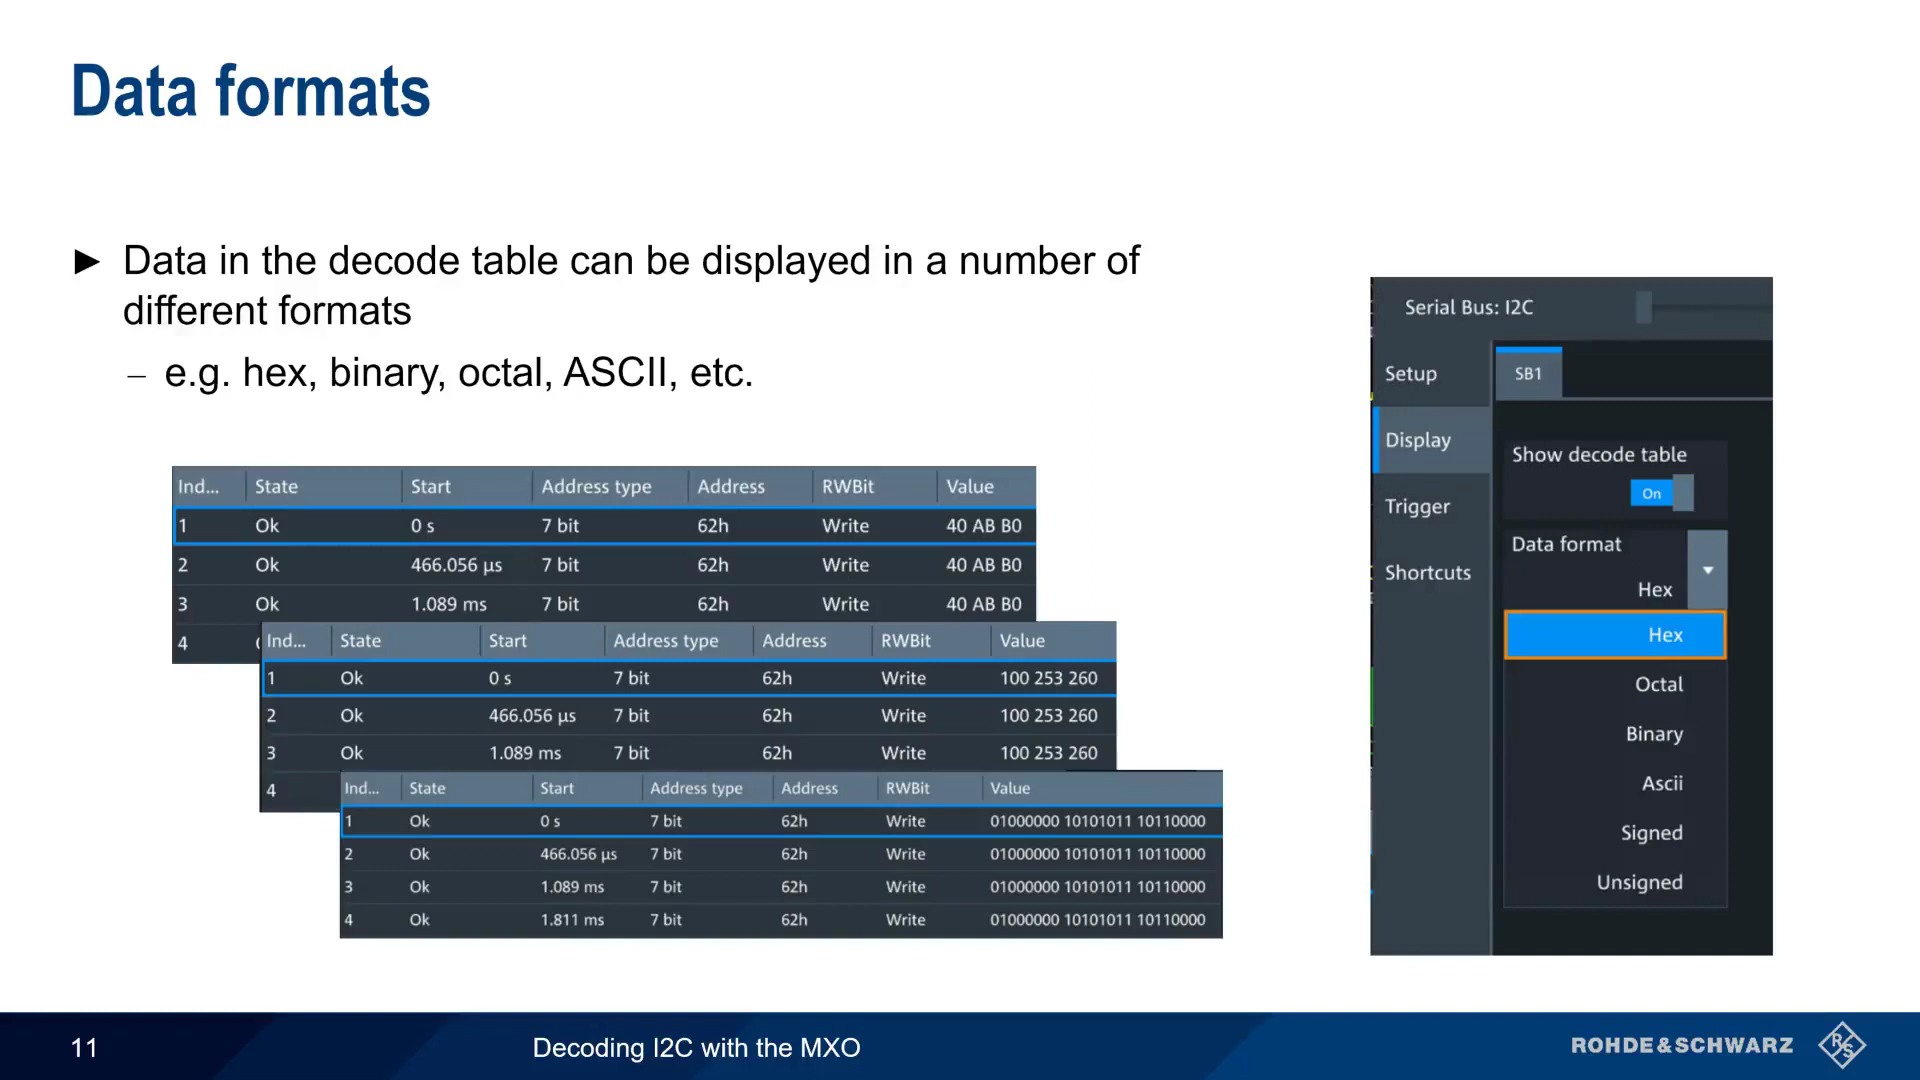 Data formats
► Data in the decode table can be displayed in a number of
different formats
– e.g. hex, binary, octal, ASCII, etc.
Ind... State Start Address type Address RWBit Value
1 Ok 0 s 7 bit 62h Write 40 AB B0
2 Ok 466.056 µs 7 bit 62h Write 40 AB B0
3 Ok 1.089 ms 7 bit 62h Write 40 AB B0
4
Ind... State Start Address type Address RWBit Value
1 Ok 0 s 7 bit 62h Write 100 253 260
2 Ok 466.056 µs 7 bit 62h Write 100 253 260
3 Ok 1.089 ms 7 bit 62h Write 100 253 260
4
Ind... State Start Address type Address RWBit Value
1 Ok 0 s 7 bit 62h Write 01000000 10101011 10110000
2 Ok 466.056 µs 7 bit 62h Write 01000000 10101011 10110000
3 Ok 1.089 ms 7 bit 62h Write 01000000 10101011 10110000
4 Ok 1.811 ms 7 bit 62h Write 01000000 10101011 10110000
Serial Bus: I2C
Setup
Display
Trigger
Shortcuts
SB1
Show decode table
On
Data format
Hex
Hex
Octal
Binary
Ascii
Signed
Unsigned
11
Decoding I2C with the MXO
ROHDE&SCHWARZ
RS